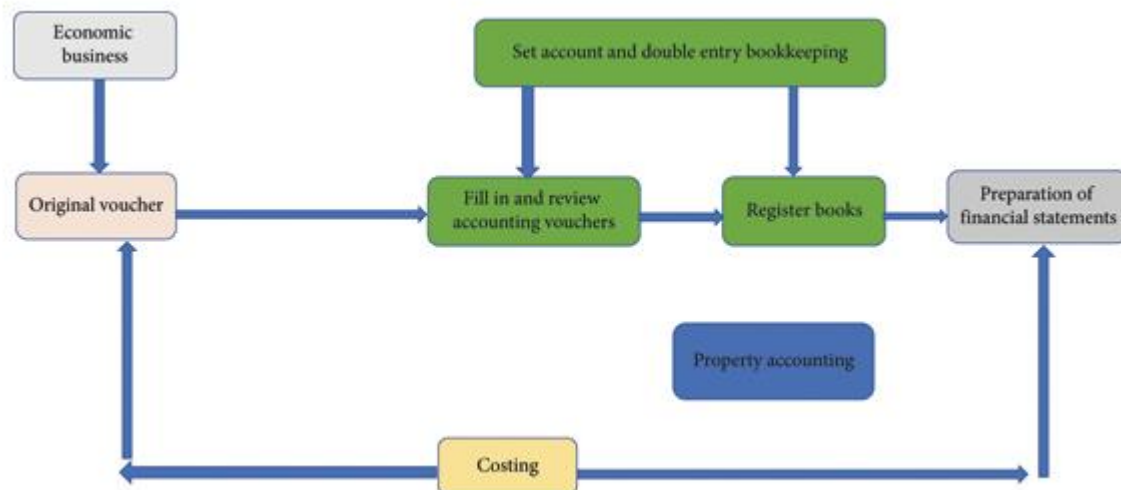 Economic
business
Set account and double entry bookkeeping
Original voucher
Fill in and review
accounting vouchers
Register books
Preparation of
financial statements
Property accounting
Costing